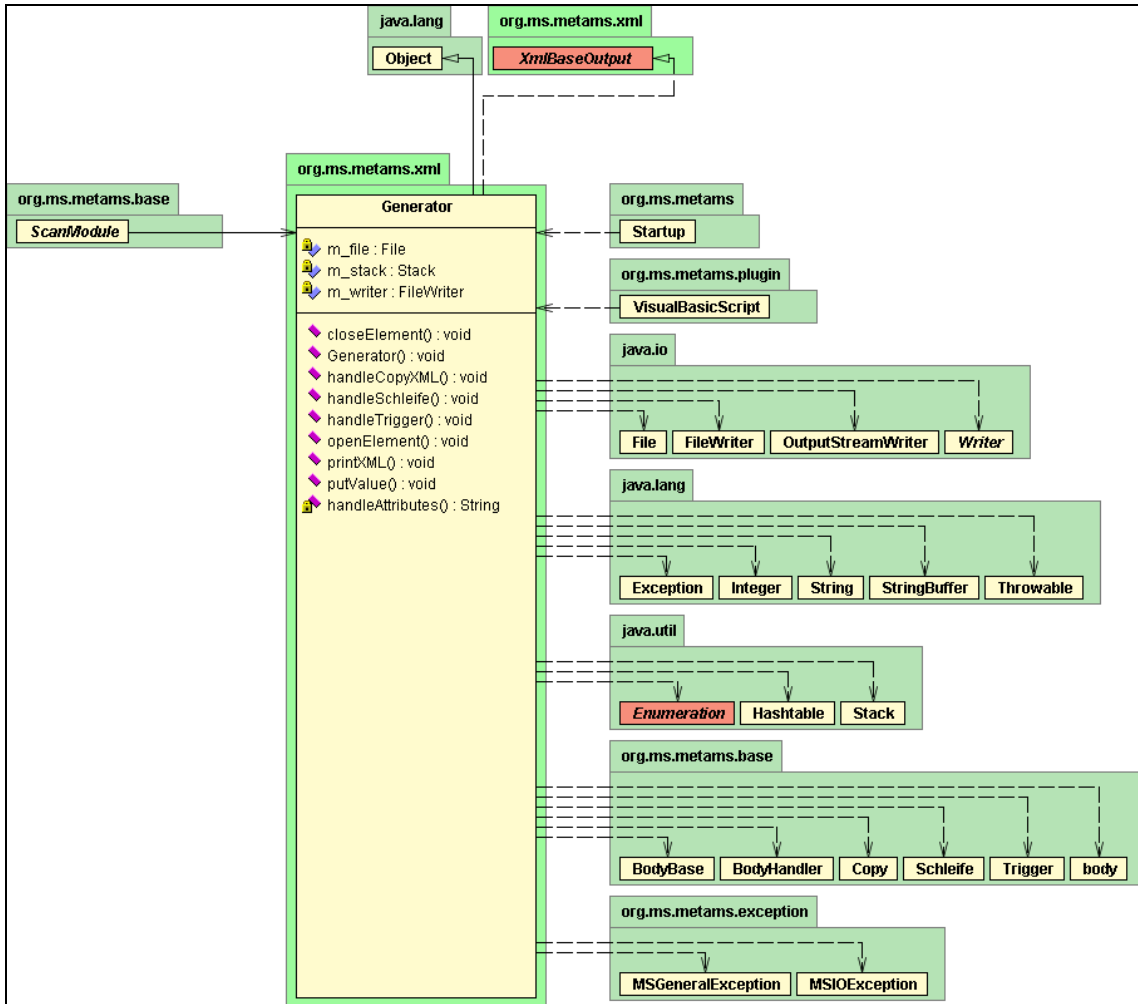 java.lang
Object
org.ms.metams.xml
XmlBaseOutput
org.ms.metams.base
ScanModule
org.ms.metams.xml
Generator
m_file : File
m_stack : Stack
m_writer : FileWriter
closeElement() : void
Generator() : void
handleCopyXML() : void
handleSchleife() : void
handleTrigger() : void
openElement() : void
printXML() : void
putValue() : void
handleAttributes() : String
org.ms.metams
Startup
org.ms.metams.plugin
VisualBasicScript
java.io
File FileWriter OutputStreamWriter Writer
java.lang
Exception Integer String StringBuffer Throwable
java.util
Enumeration Hashtable Stack
org.ms.metams.base
BodyBase BodyHandler Copy Schleife Trigger body
org.ms.metams.exception
MSGeneralException MSIOException